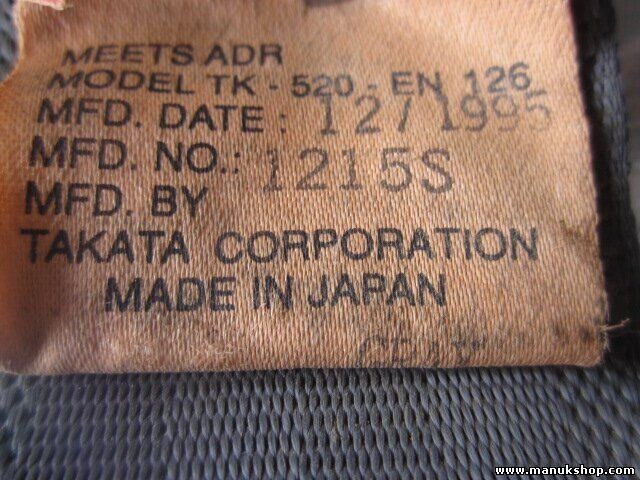 MEETS ADR
MODEL TK - 520 - EN 126
MFD. DATE : 12/1995
MFD. NO.: 1215S
MFD. BY
TAKATA CORPORATION
MADE IN JAPAN
www.manukshop.com